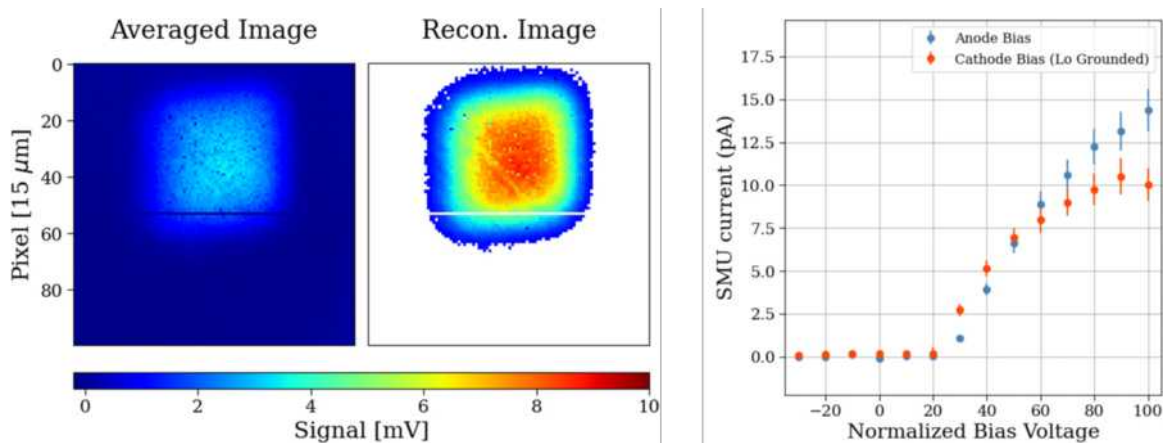 Averaged Image
Recon. Image
Pixel [15 μm]
0
20
40
60
80
0 2 4 6 8 10
Signal [mV]
SMU current (pA)
17.5
15.0
12.5
10.0
7.5
5.0
2.5
0.0
Anode Bias
Cathode Bias (Lo Grounded)
−20 0 20 40 60 80 100
Normalized Bias Voltage